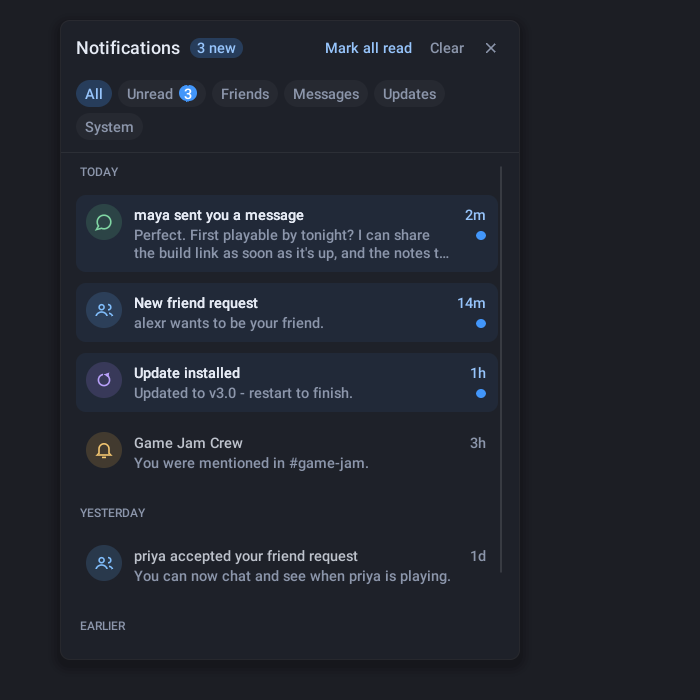 Notifications 3 new Mark all read Clear
All Unread 3 Friends Messages Updates
System
TODAY
maya sent you a message 2m
Perfect. First playable by tonight? I can share
the build link as soon as it's up, and the notes t...
New friend request 14m
alexr wants to be your friend.
Update installed 1h
Updated to v3.0 - restart to finish.
Game Jam Crew 3h
You were mentioned in #game-jam.
YESTERDAY
priya accepted your friend request 1d
You can now chat and see when priya is playing.
EARLIER